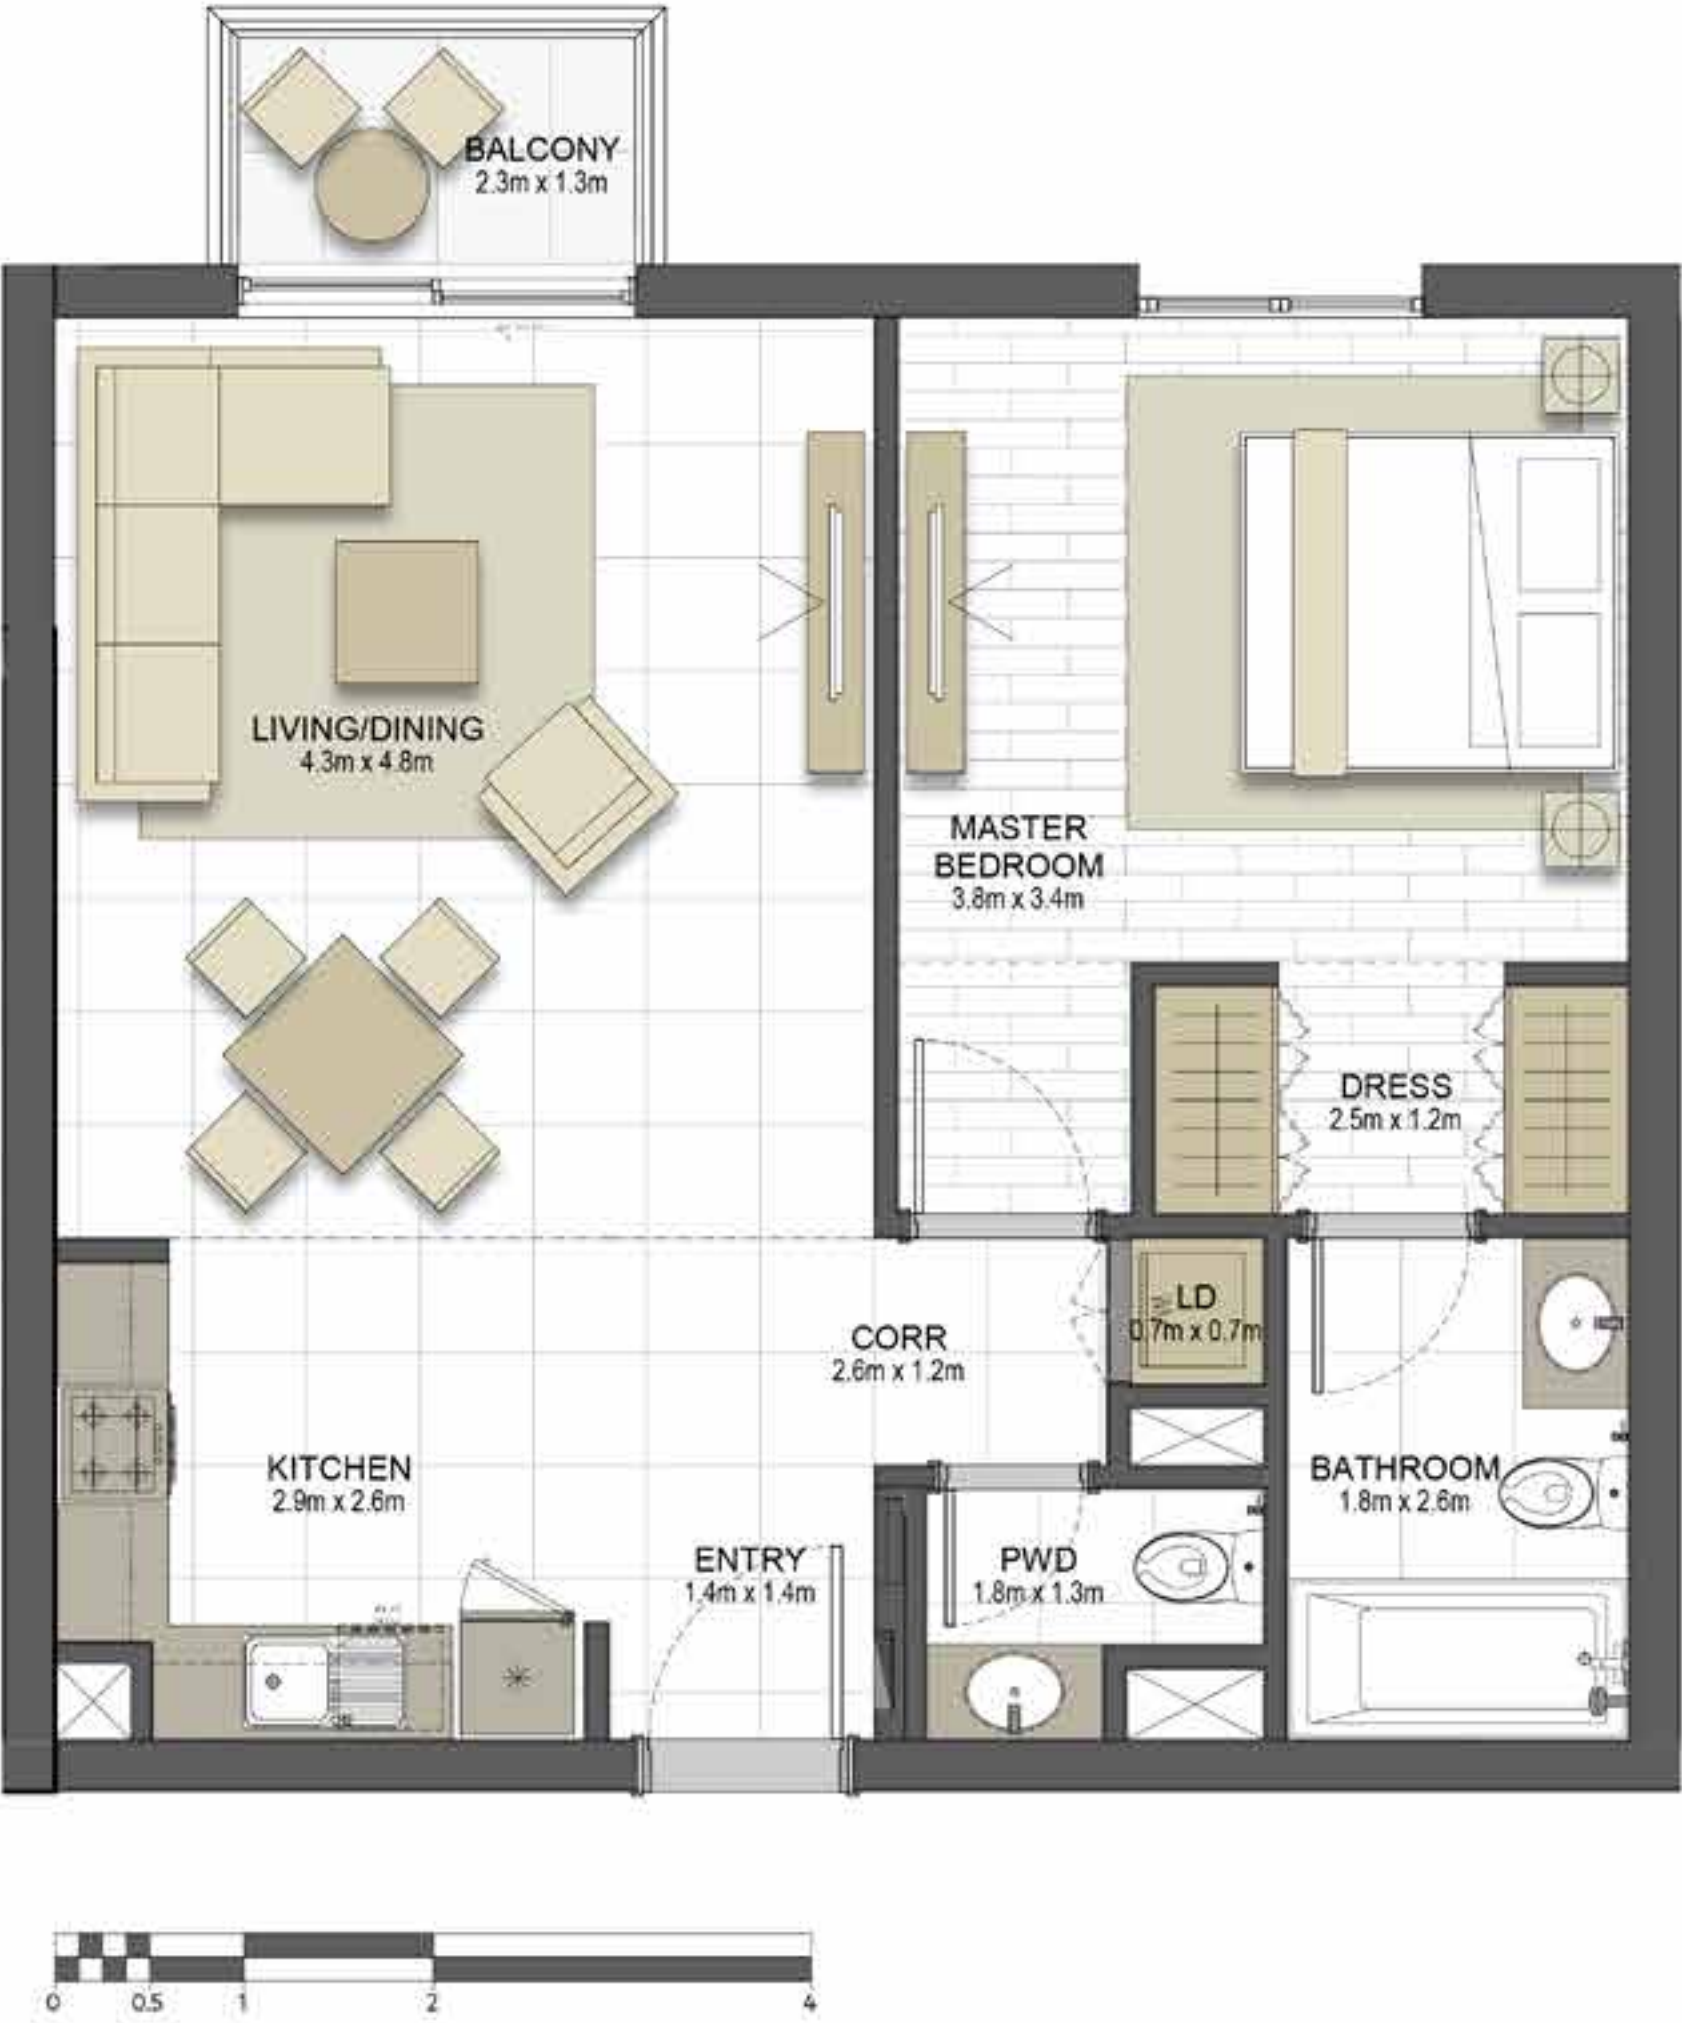 BALCONY
2.3m x 1.3m
LIVING/DINING
4.3m x 4.8m
MASTER
BEDROOM
3.8m x 3.4m
DRESS
2.5m x 1.2m
LD
0.7m x 0.7m
CORR
2.6m x 1.2m
KITCHEN
2.9m x 2.6m
BATHROOM
1.8m x 2.6m
ENTRY
1.4m x 1.4m
PWD
1.8m x 1.3m
0 0.5 1 2 4